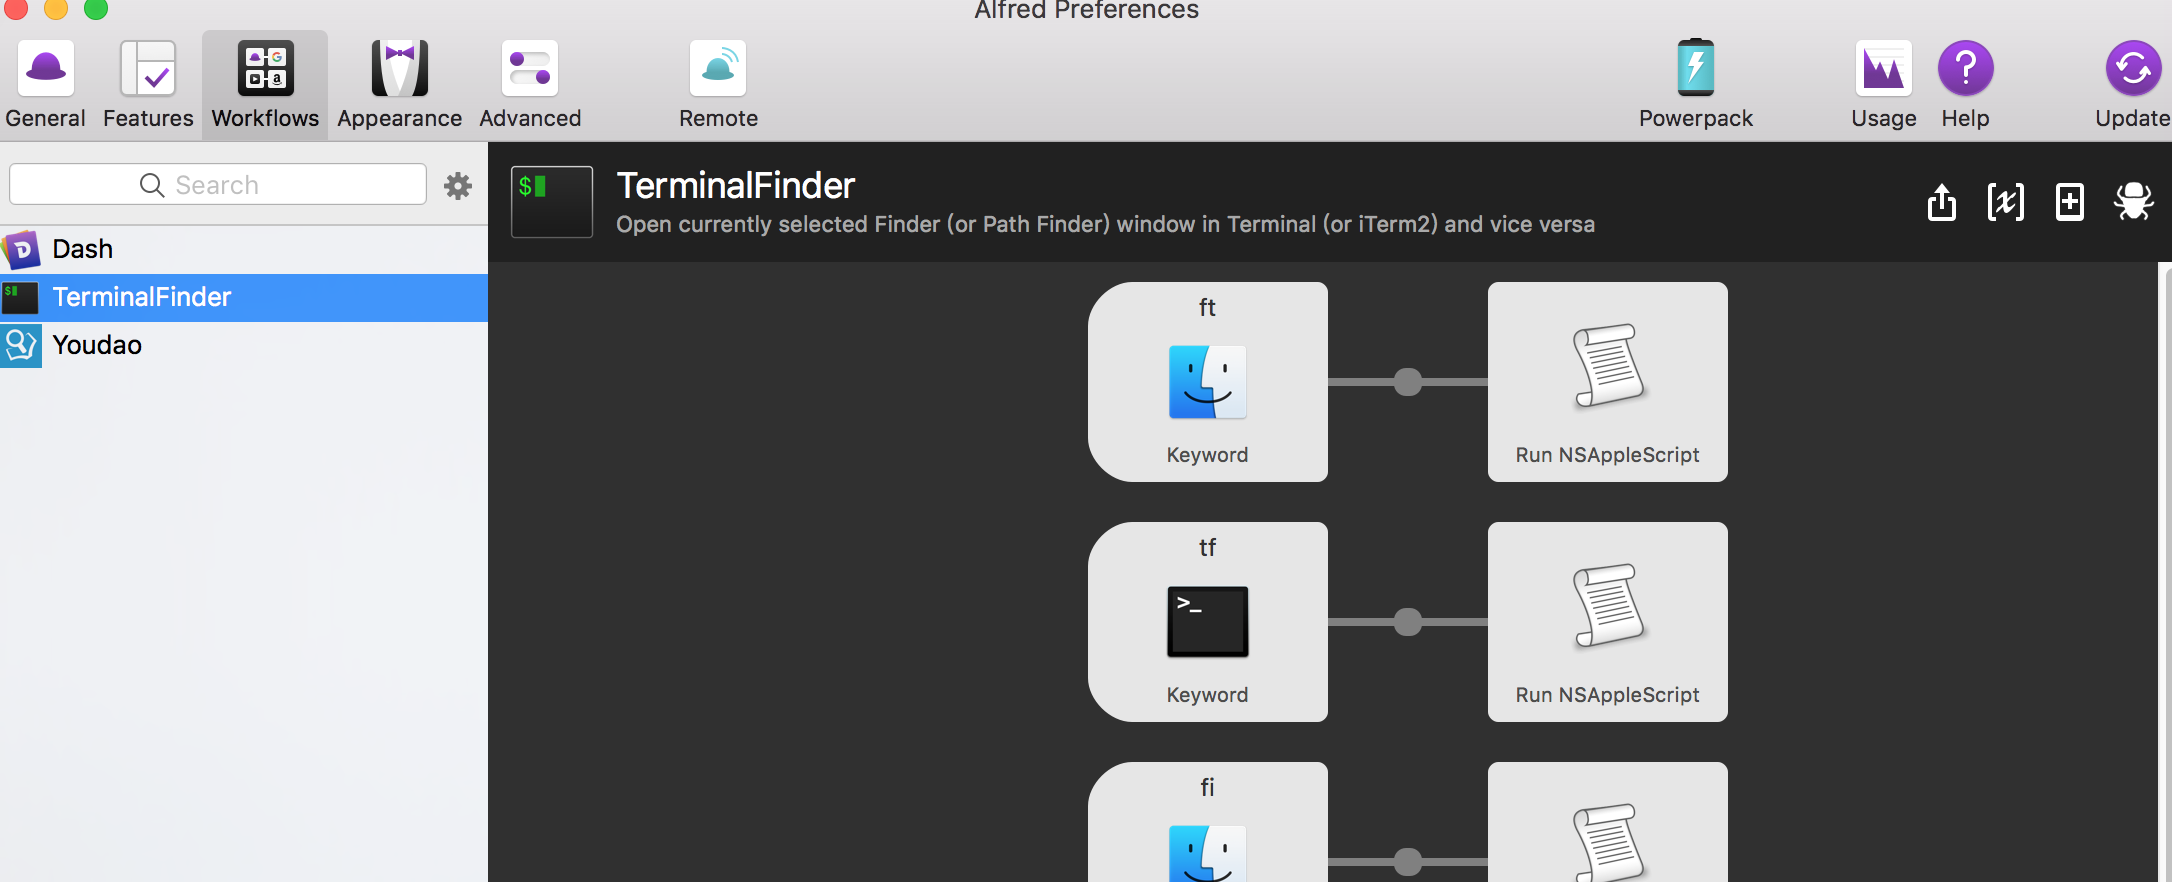 Alfred Preferences
General Features Workflows Appearance Advanced Remote Powerpack Usage Help Update
Search
Dash
TerminalFinder
Youdao
$
TerminalFinder
Open currently selected Finder (or Path Finder) window in Terminal (or iTerm2) and vice versa
ft
Keyword
Run NSAppleScript
tf
>_
Keyword
Run NSAppleScript
fi